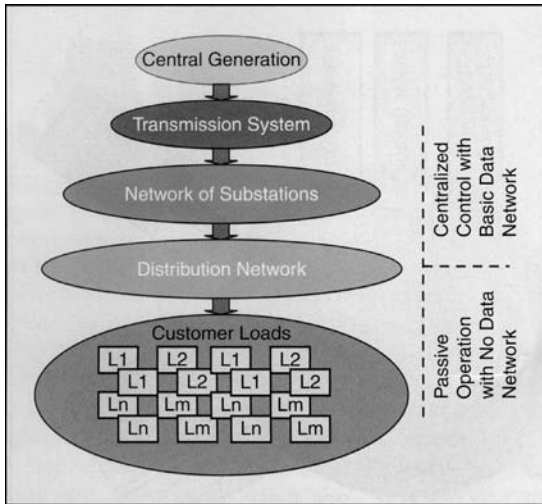 Central Generation
Transmission System
Network of Substations
Distribution Network
Customer Loads
L1 L2 L1 L2
L1 L2 L1 L2
Ln Lm Ln Lm
Ln Lm Ln Lm
Centralized
Control with
Basic Data
Network
Passive
Operation
with No Data
Network